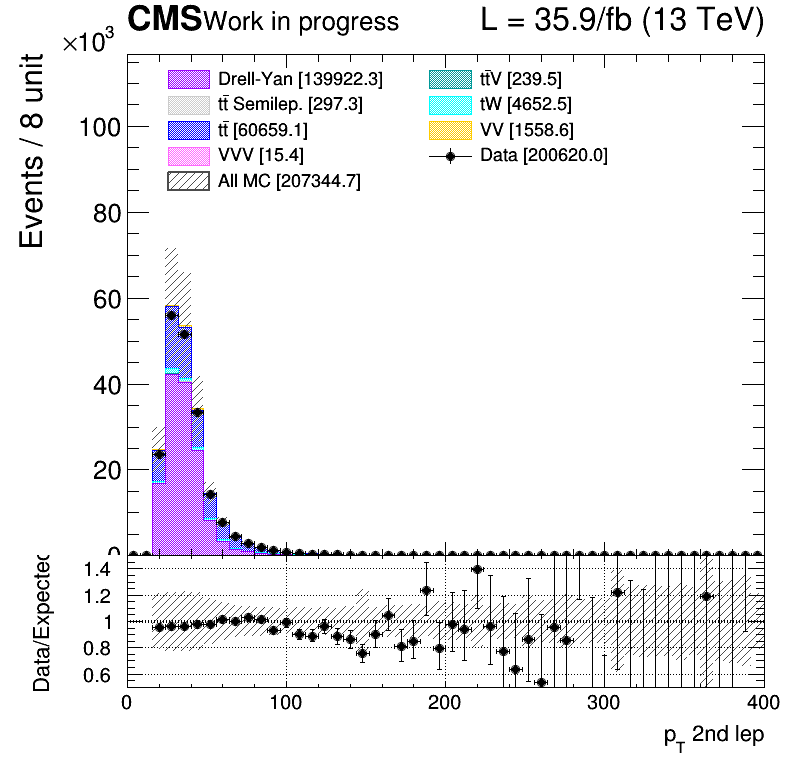 CMS Work in progress L = 35.9/fb (13 TeV)
×10³
Events / 8 unit
Drell-Yan [139922.3]
tt̄ Semilep. [297.3]
tt̄ [60659.1]
VVV [15.4]
All MC [207344.7]
tt̄V [239.5]
tW [4652.5]
VV [1558.6]
Data [200620.0]
100
80
60
40
20
0
Data/Expected
1.4
1.2
1
0.8
0.6
0 100 200 300 400
p_T 2nd lep